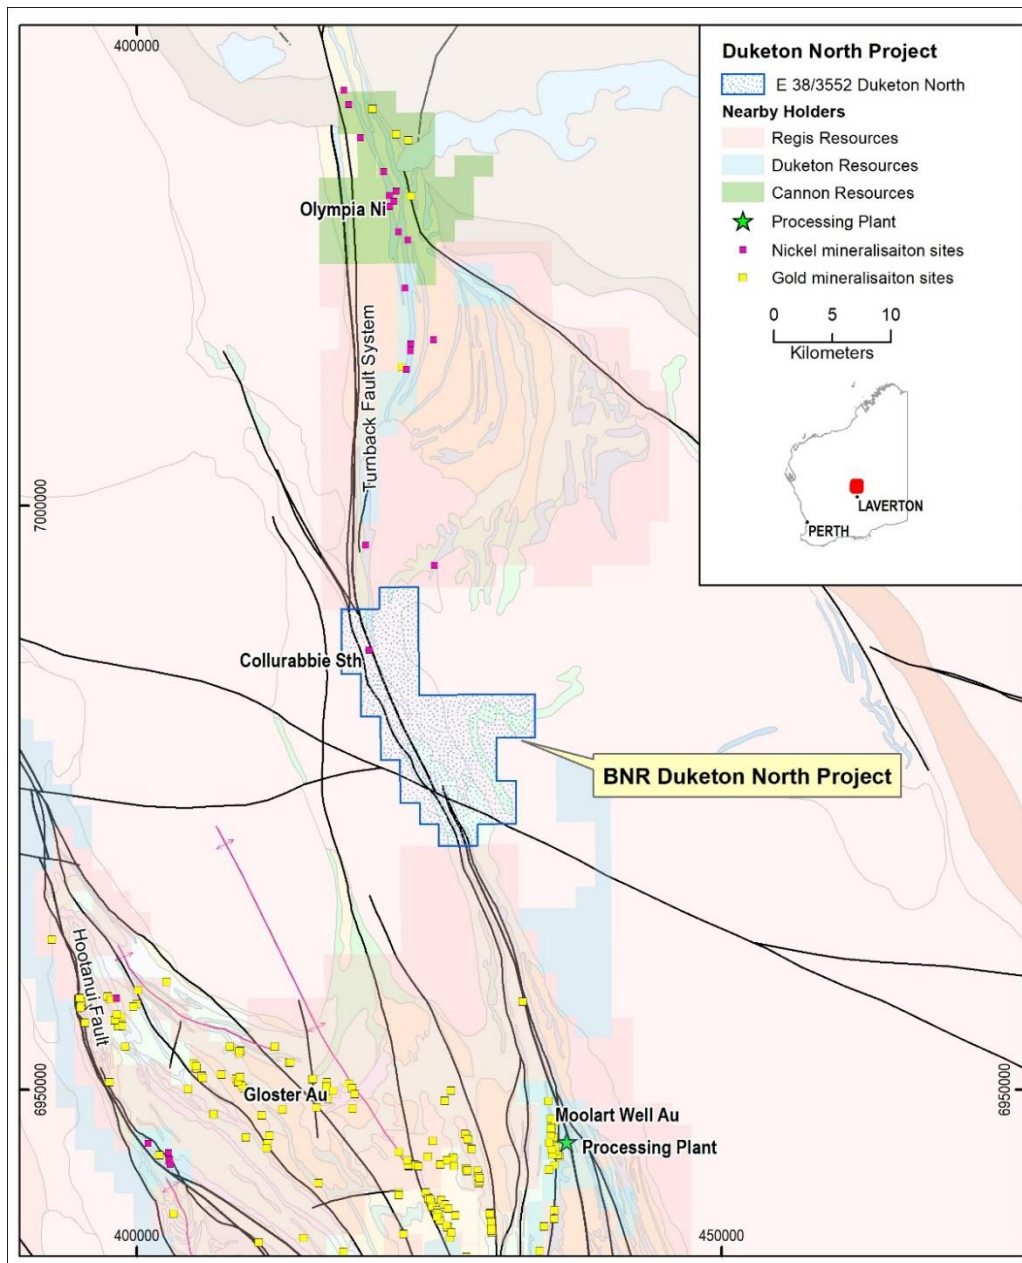 400000
Duketon North Project
E 38/3552 Duketon North
Nearby Holders
Regis Resources
Duketon Resources
Cannon Resources
Processing Plant
Nickel mineralisaiton sites
Gold mineralisaiton sites
0 5 10
Kilometers
LAVERTON
PERTH
Olympia Ni
Turnback Fault System
7000000
Collurabbie Sth
BNR Duketon North Project
Hootanui Fault
Gloster Au
6950000
6950000
Moolart Well Au
Processing Plant
400000
450000